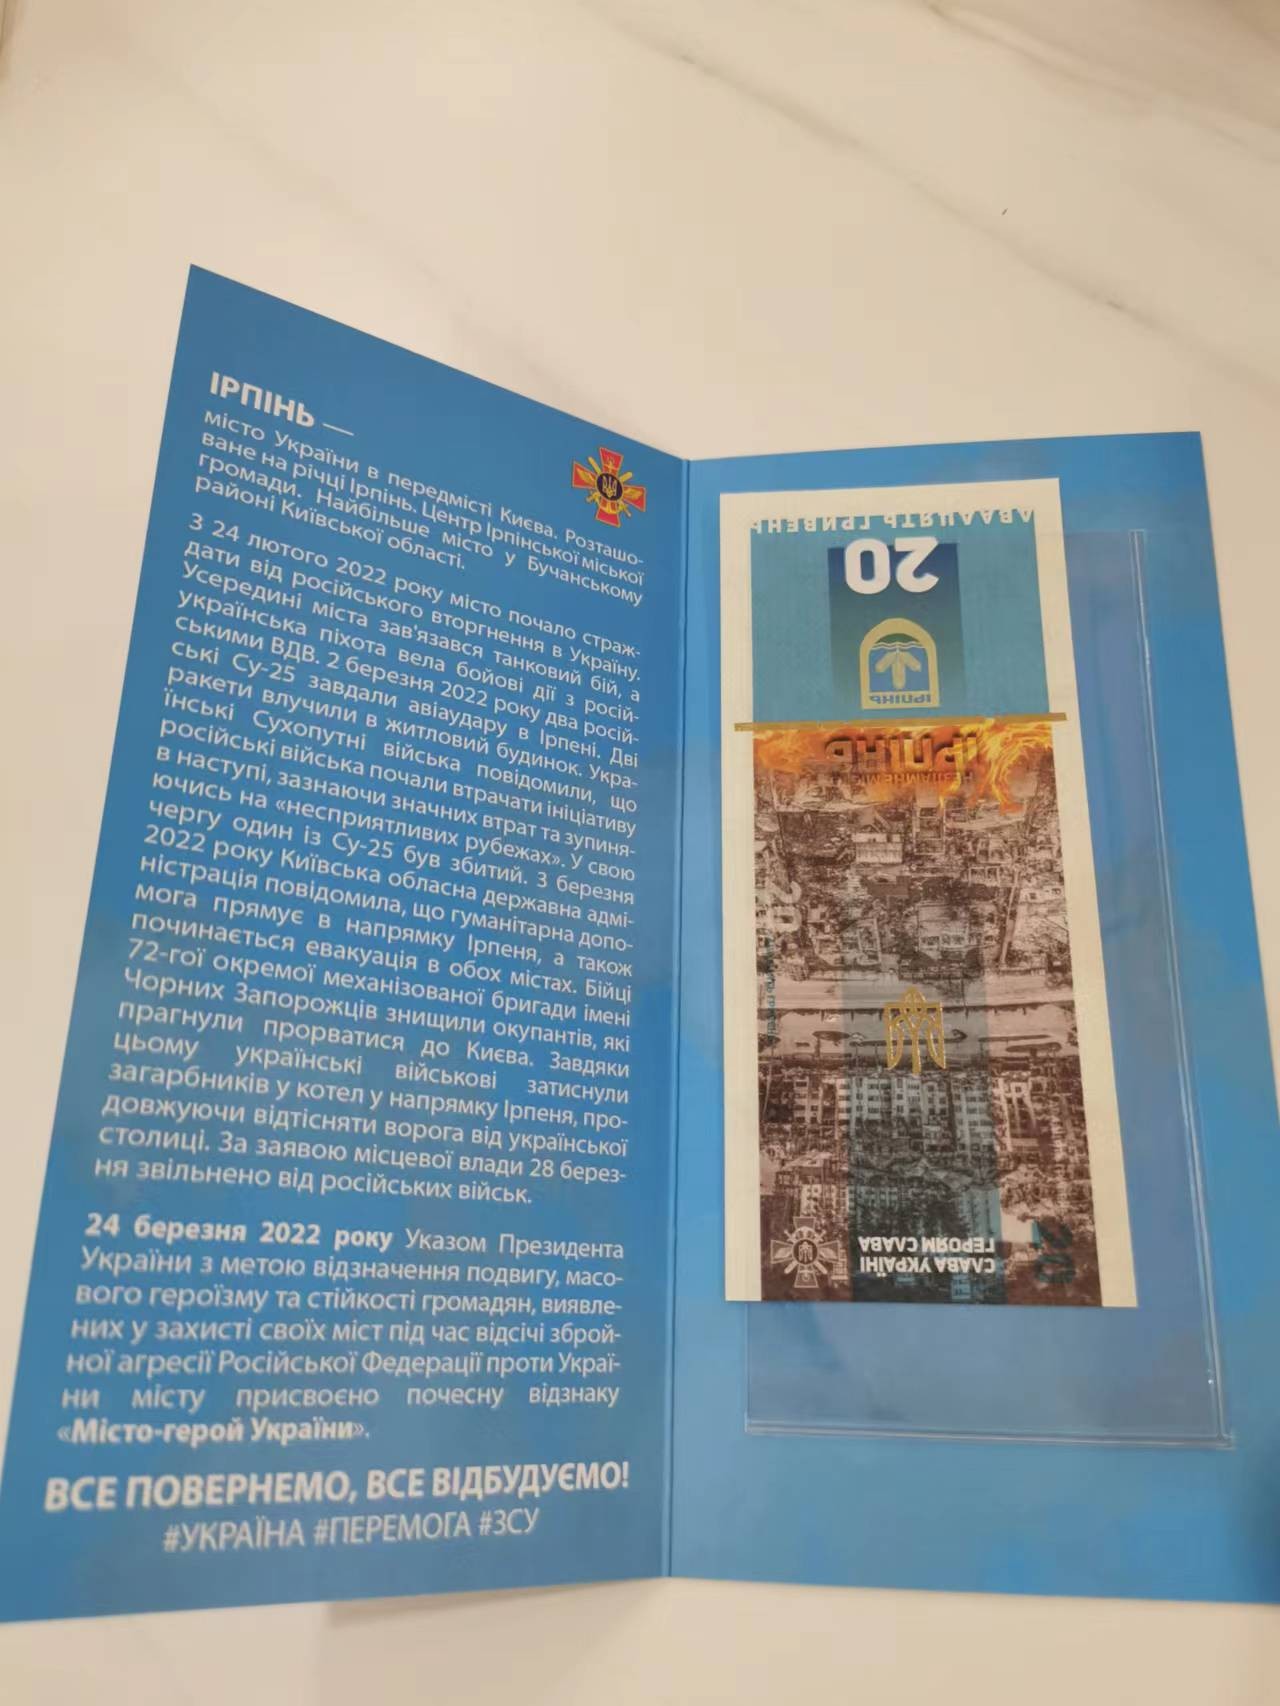 ІРПІНЬ —
місто України в передмісті Києва. Розташо-
ване на річці Ірпінь. Центр Ірпінської міської
громади. Найбільше місто у Бучанському
районі Київської області.
З 24 лютого 2022 року місто почало страж-
дати від російського вторгнення в Україну.
Усередині міста зав'язався танковий бій, а
українська піхота вела бойові дії з росій-
ськими ВДВ. 2 березня 2022 року два росій-
ські Су-25 завдали авіаудару в Ірпені. Дві
ракети влучили в житловий будинок. Укра-
їнські Сухопутні війська повідомили, що
російські війська почали втрачати ініціативу
в наступі, зазнаючи значних втрат та зупиня-
ючись на «несприятливих рубежах». У свою
чергу один із Су-25 був збитий. 3 березня
2022 року Київська обласна державна адмі-
ністрація повідомила, що гуманітарна допо-
мога прямує в напрямку Ірпеня, а також
починається евакуація в обох містах. Бійці
72-гої окремої механізованої бригади імені
Чорних Запорожців знищили окупантів, які
прагнули прорватися до Києва. Завдяки
цьому українські військові затиснули
загарбників у котел у напрямку Ірпеня, про-
довжуючи відтісняти ворога від української
столиці. За заявою місцевої влади 28 берез-
ня звільнено від російських військ.
24 березня 2022 року Указом Президента
України з метою відзначення подвигу, масо-
вого героїзму та стійкості громадян, виявле-
них у захисті своїх міст під час відсічі зброй-
ної агресії Російської Федерації проти Украї-
ни місту присвоєно почесну відзнаку
«Місто-герой України».
ВСЕ ПОВЕРНЕМО, ВСЕ ВІДБУДУЄМО!
#УКРАЇНА #ПЕРЕМОГА #ЗСУ
ДВАДЦЯТЬ ГРИВЕНЬ
20
ІРПІНЬ
ІРПІНЬ
20
20
СЛАВА УКРАЇНІ
ГЕРОЯМ СЛАВА